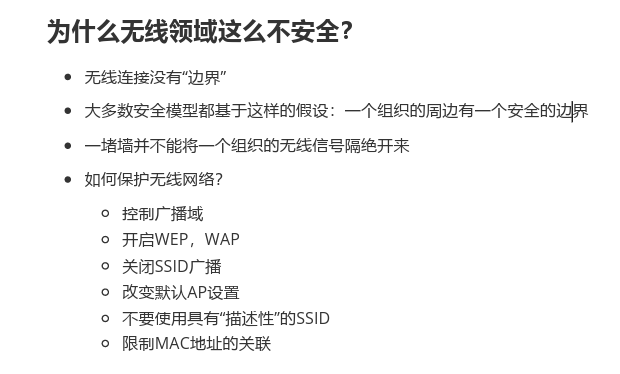 为什么无线领域这么不安全？
无线连接没有“边界”
大多数安全模型都基于这样的假设：一个组织的周边有一个安全的边界
一堵墙并不能将一个组织的无线信号隔绝开来
如何保护无线网络？
控制广播域
开启WEP，WAP
关闭SSID广播
改变默认AP设置
不要使用具有“描述性”的SSID
限制MAC地址的关联